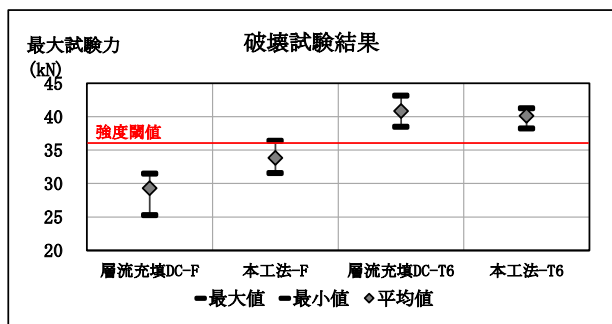 破壊試験結果
最大試験力
(kN)
45
40
35
30
25
20
強度閾値
層流充填DC-F 本工法-F 層流充填DC-T6 本工法-T6
最大値 最小値 平均値